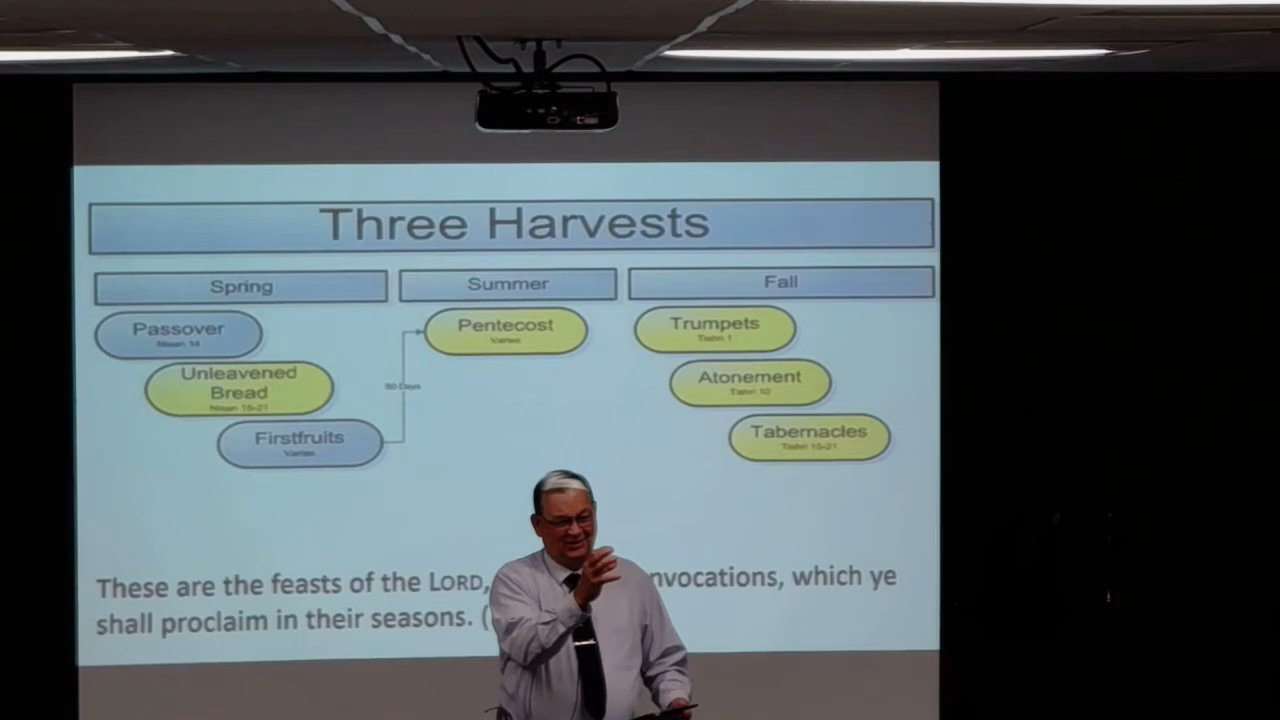 Three Harvests
Spring
Summer
Fall
Passover
Nisan 14
Unleavened
Bread
Nisan 15-21
Firstfruits
Varies
50 Days
Pentecost
Varies
Trumpets
Tishri 1
Atonement
Tishri 10
Tabernacles
Tishri 15-21
These are the feasts of the LORD, nvocations, which ye
shall proclaim in their seasons. (